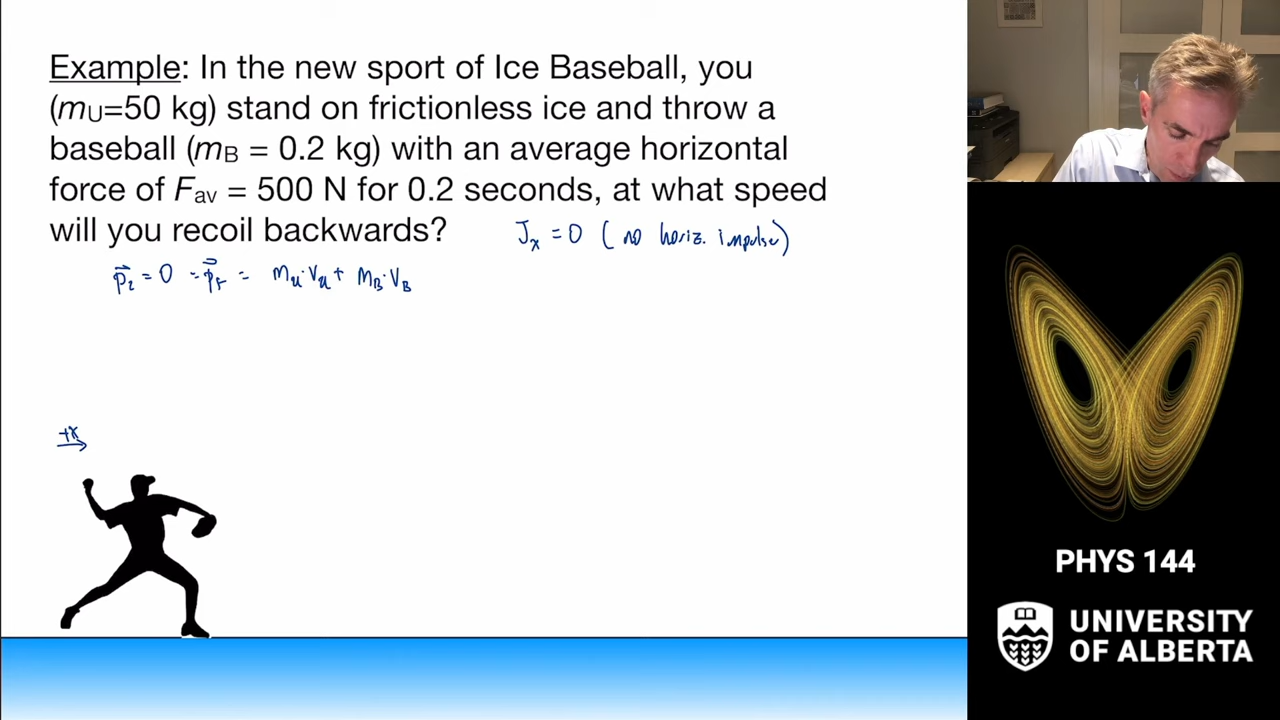 Example: In the new sport of Ice Baseball, you
(mU=50 kg) stand on frictionless ice and throw a
baseball (mB = 0.2 kg) with an average horizontal
force of Fav = 500 N for 0.2 seconds, at what speed
will you recoil backwards?
Jx = 0 (no horiz. impulse)
p⃗i = 0 = p⃗f = mu·vu + mB·vB
+x
PHYS 144
UNIVERSITY
OF ALBERTA